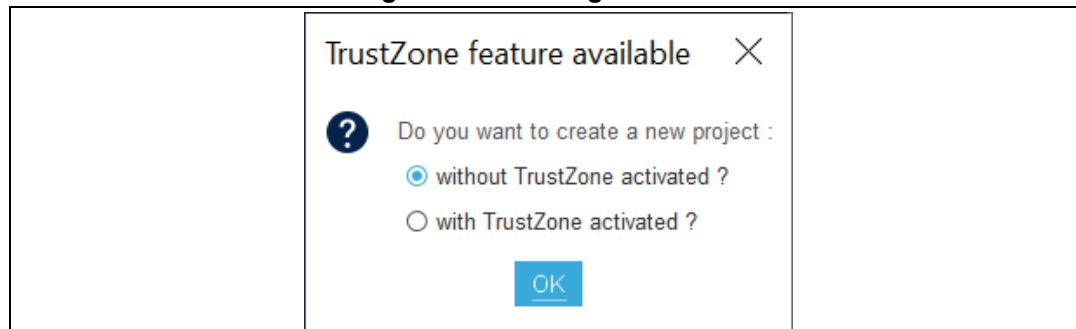 TrustZone feature available
Do you want to create a new project :
without TrustZone activated ?
with TrustZone activated ?
OK